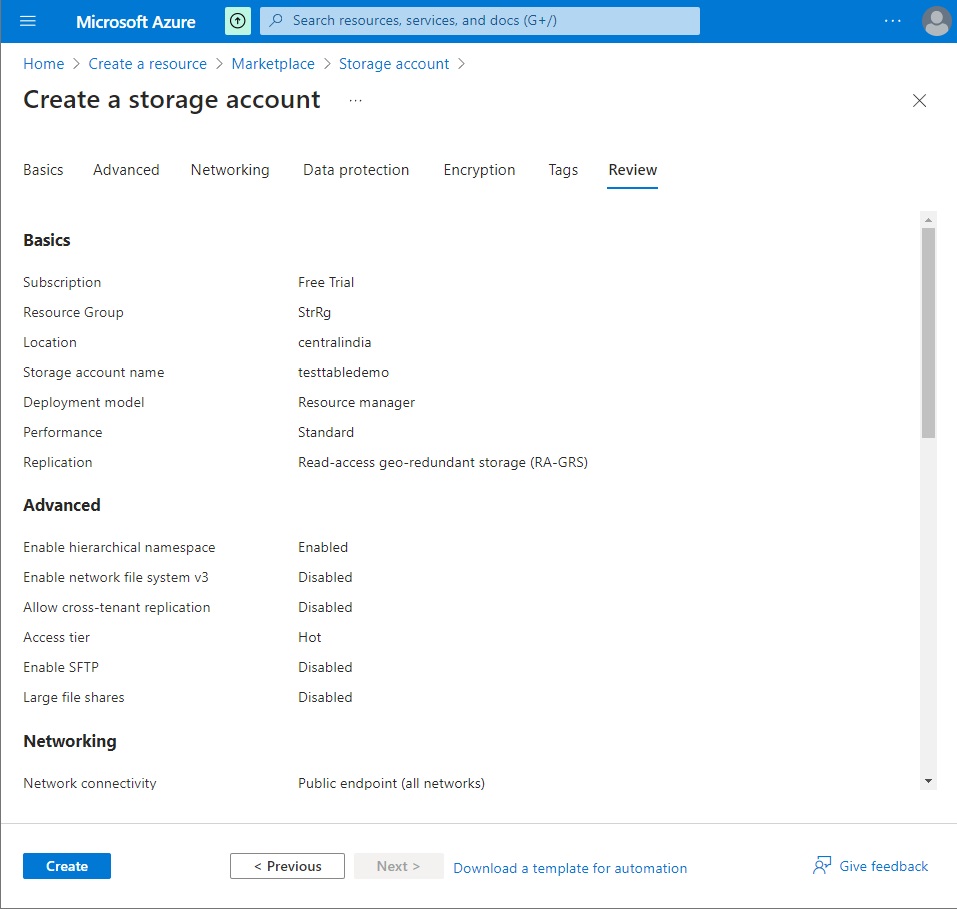 Microsoft Azure
Search resources, services, and docs (G+/)
...
Home > Create a resource > Marketplace > Storage account >
Create a storage account ...
Basics Advanced Networking Data protection Encryption Tags Review
Basics
Subscription Free Trial
Resource Group StrRg
Location centralindia
Storage account name testtabledemo
Deployment model Resource manager
Performance Standard
Replication Read-access geo-redundant storage (RA-GRS)
Advanced
Enable hierarchical namespace Enabled
Enable network file system v3 Disabled
Allow cross-tenant replication Disabled
Access tier Hot
Enable SFTP Disabled
Large file shares Disabled
Networking
Network connectivity Public endpoint (all networks)
Create < Previous Next > Download a template for automation Give feedback